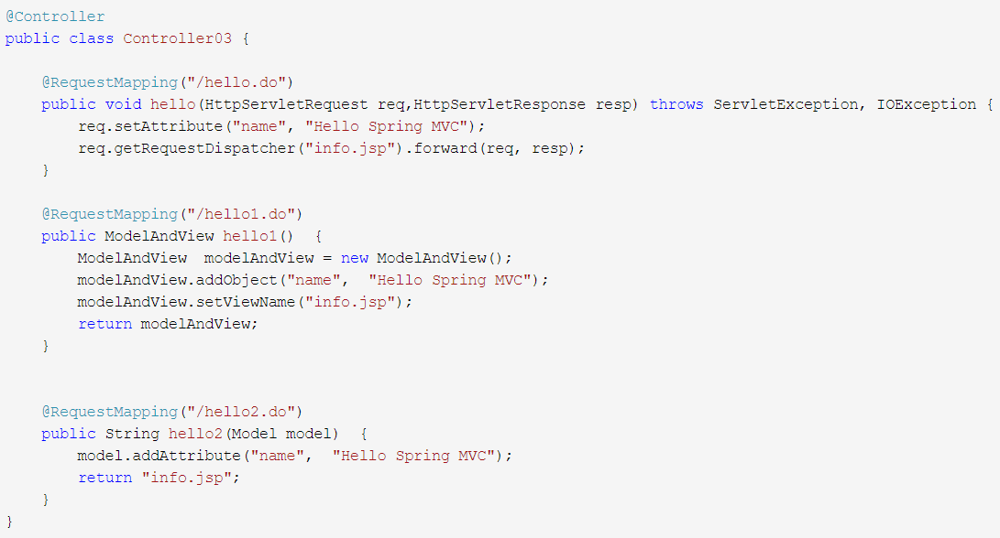 @Controller
public class Controller03 {
@RequestMapping("/hello.do")
public void hello(HttpServletRequest req,HttpServletResponse resp) throws ServletException, IOException {
req.setAttribute("name", "Hello Spring MVC");
req.getRequestDispatcher("info.jsp").forward(req, resp);
}
@RequestMapping("/hello1.do")
public ModelAndView hello1()  {
ModelAndView  modelAndView = new ModelAndView();
modelAndView.addObject("name",  "Hello Spring MVC");
modelAndView.setViewName("info.jsp");
return modelAndView;
}
@RequestMapping("/hello2.do")
public String hello2(Model model)  {
model.addAttribute("name",  "Hello Spring MVC");
return "info.jsp";
}
}